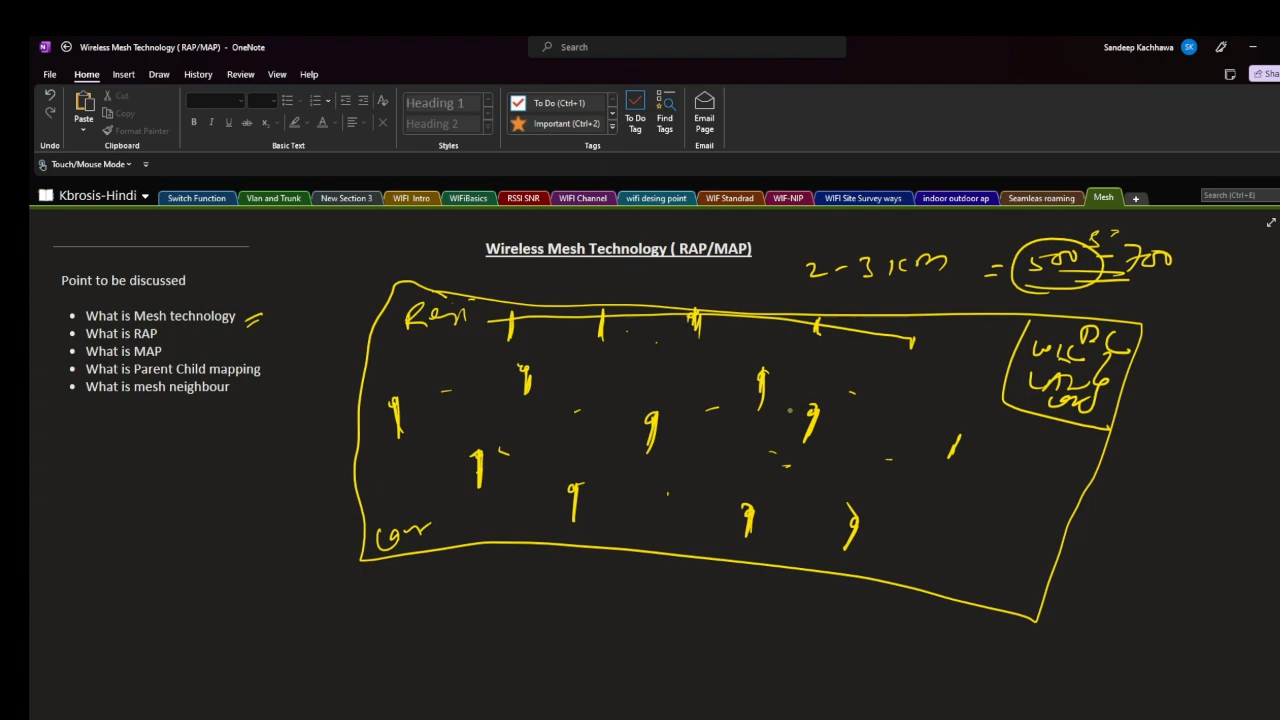 Wireless Mesh Technology ( RAP/MAP) - OneNote
Search
Sandeep Kachhawa SK
File Home Insert Draw History Review View Help
Sha
Paste
Cut
Copy
Format Painter
Heading 1
Heading 2
To Do (Ctrl+1)
Important (Ctrl+2)
To Do Tag
Find Tags
Email Page
Undo Clipboard Basic Text Styles Tags Email
Touch/Mouse Mode
Kbrosis-Hindi Switch Function Vlan and Trunk New Section 3 WIFI Intro WiFiBasics RSSI SNR WIFI Channel wifi desing point WIF Standrad WIF-NIP WIFI Site Survey ways indoor outdoor ap Seamleas roaming Mesh + Search (Ctrl+E)
Wireless Mesh Technology ( RAP/MAP)
2 - 3 KM = 500 - 700
Point to be discussed
What is Mesh technology
What is RAP
What is MAP
What is Parent Child mapping
What is mesh neighbour
WLC DC